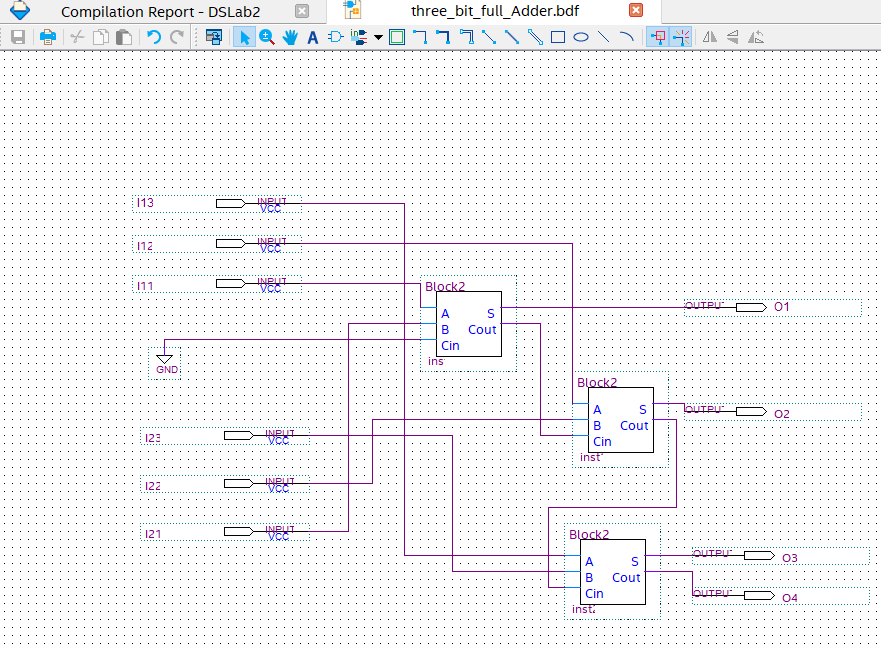 Compilation Report - DSLab2
three_bit_full_Adder.bdf
I13 INPUT VCC
I12 INPUT VCC
I11 INPUT VCC
Block2
A S
B Cout
Cin
ins
OUTPUT O1
GND
Block2
A S
B Cout
Cin
inst
OUTPUT O2
I23 INPUT VCC
I22 INPUT VCC
I21 INPUT VCC
Block2
A S
B Cout
Cin
OUTPUT O3
OUTPUT O4